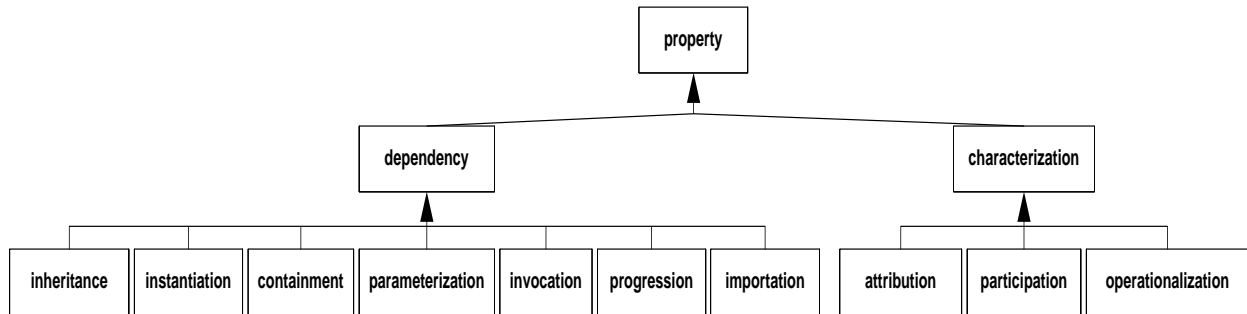 property
dependency
characterization
inheritance
instantiation
containment
parameterization
invocation
progression
importation
attribution
participation
operationalization